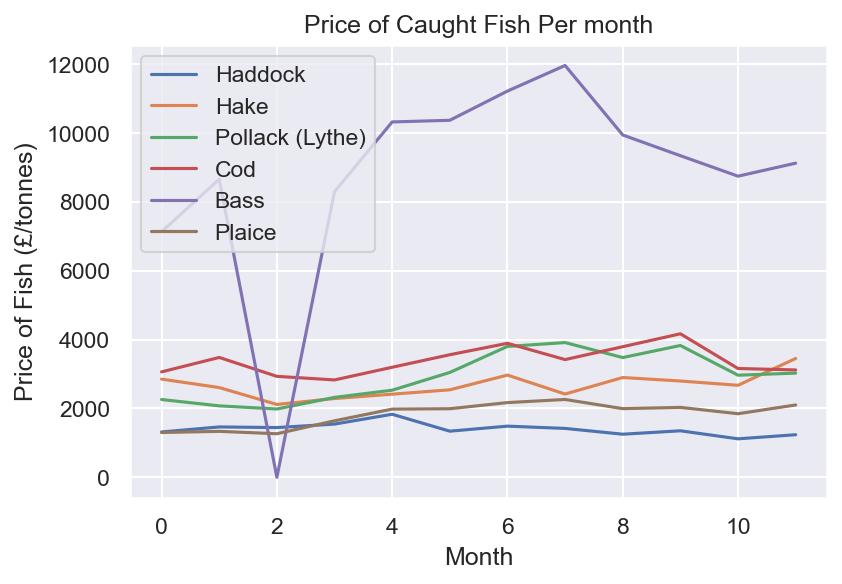 Price of Caught Fish Per month
12000
10000
8000
6000
4000
2000
0
Price of Fish (£/tonnes)
Haddock
Hake
Pollack (Lythe)
Cod
Bass
Plaice
0 2 4 6 8 10
Month